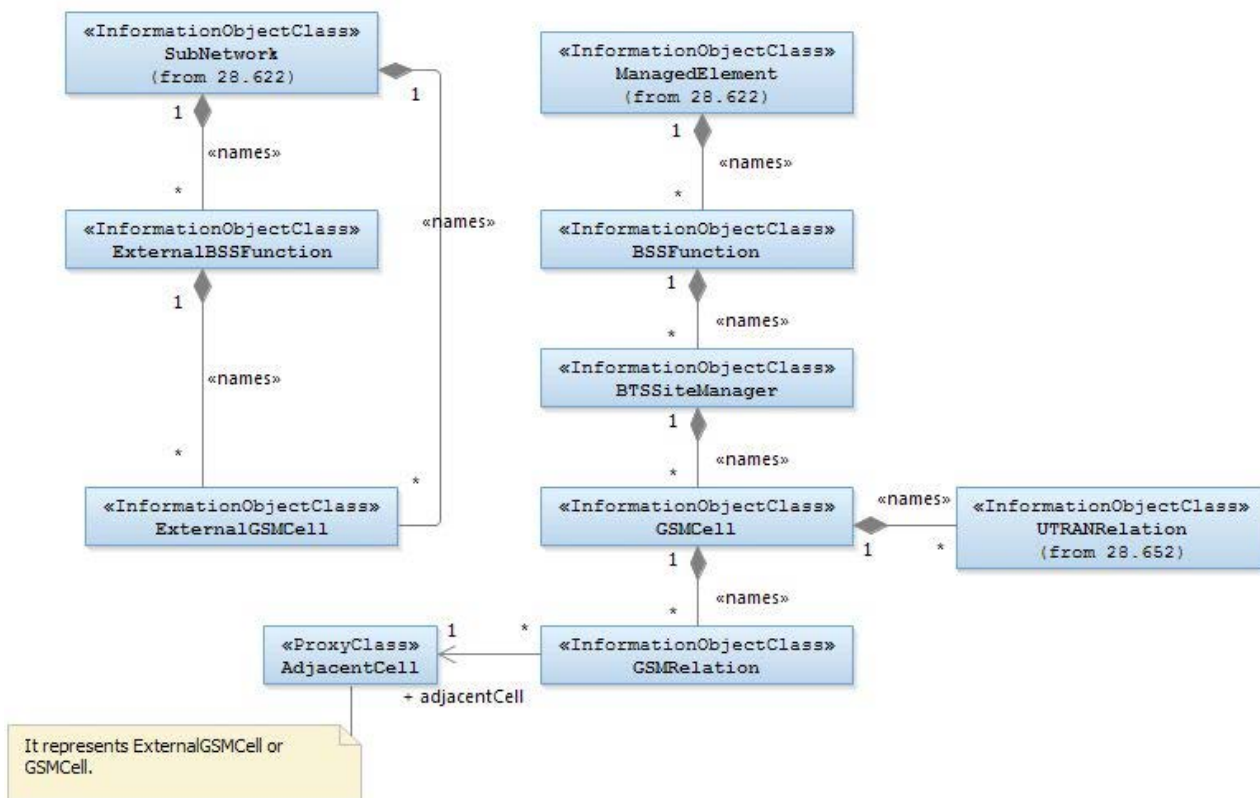 «InformationObjectClass»
SubNetwork
(from 28.622)
1
1
«names»
*
«names»
«InformationObjectClass»
ExternalBSSFunction
1
«names»
*
*
«InformationObjectClass»
ExternalGSMCell
«InformationObjectClass»
ManagedElement
(from 28.622)
1
«names»
*
«InformationObjectClass»
BSSFunction
1
«names»
*
«InformationObjectClass»
BTSSiteManager
1
«names»
*
«InformationObjectClass»
GSMCell
«names»
1
*
«InformationObjectClass»
UTRANRelation
(from 28.652)
1
«names»
*
«InformationObjectClass»
GSMRelation
1
*
+ adjacentCell
«ProxyClass»
AdjacentCell
It represents ExternalGSMCell or
GSMCell.